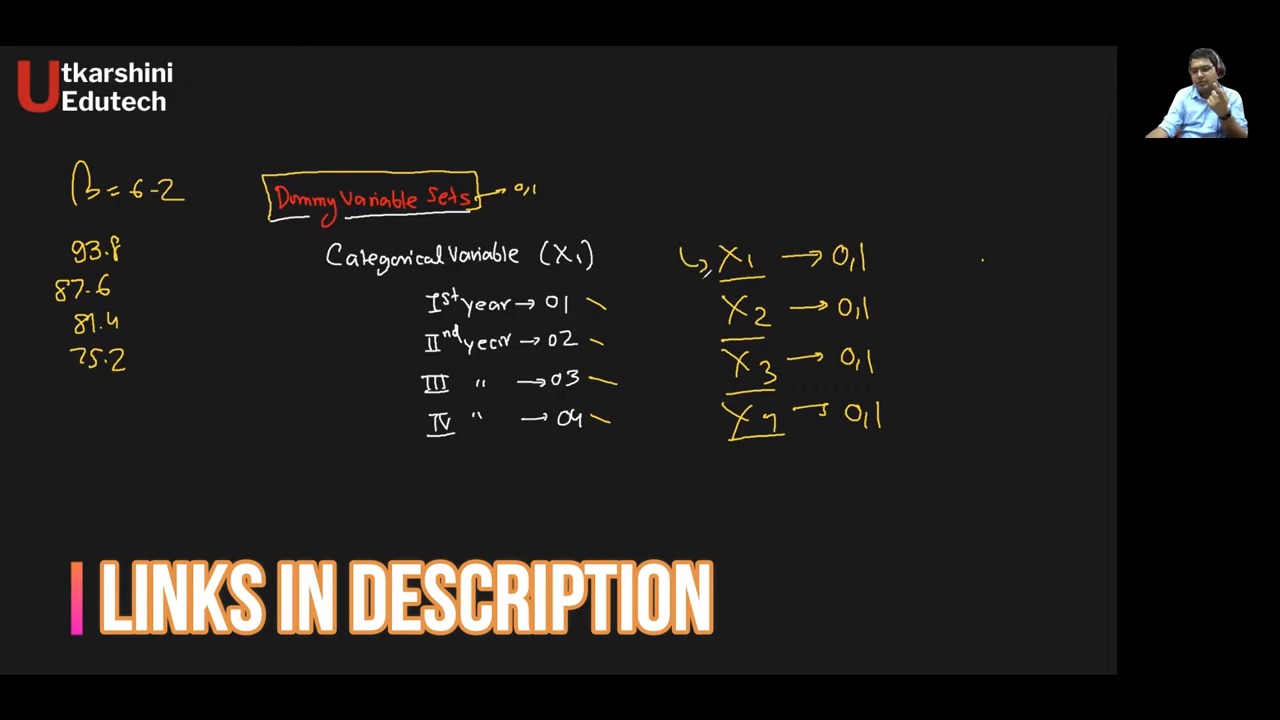 Utkarshini
Edutech
β = 6-2
93.8
87.6
81.4
75.2
Dummy Variable Sets → 0,1
Categorical Variable (X1)
Ist year → 01
IInd year → 02
III " → 03
IV " → 04
X1 → 0,1
X2 → 0,1
X3 → 0,1
X4 → 0,1
LINKS IN DESCRIPTION